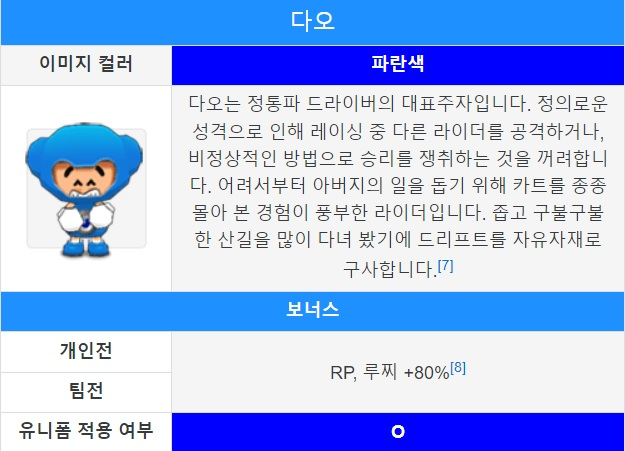 다오
이미지 컬러
파란색
다오는 정통파 드라이버의 대표주자입니다. 정의로운
성격으로 인해 레이싱 중 다른 라이더를 공격하거나,
비정상적인 방법으로 승리를 쟁취하는 것을 꺼려합니
다. 어려서부터 아버지의 일을 돕기 위해 카트를 종종
몰아 본 경험이 풍부한 라이더입니다. 좁고 구불구불
한 산길을 많이 다녀 봤기에 드리프트를 자유자재로
구사합니다.[7]
보너스
개인전
RP, 루찌 +80%[8]
팀전
유니폼 적용 여부
O